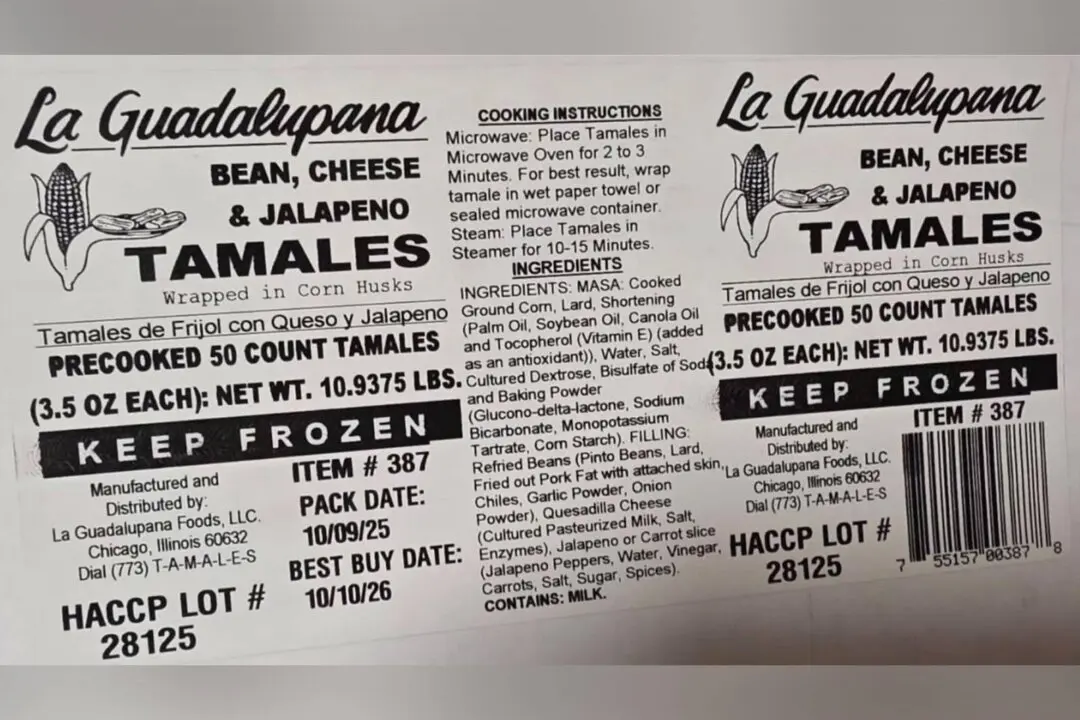 La Guadalupana
BEAN, CHEESE
& JALAPENO
TAMALES
Wrapped in Corn Husks
Tamales de Frijol con Queso y Jalapeno
PRECOOKED 50 COUNT TAMALES
(3.5 OZ EACH): NET WT. 10.9375 LBS.
KEEP FROZEN
Manufactured and
Distributed by:
La Guadalupana Foods, LLC.
Chicago, Illinois 60632
Dial (773) T-A-M-A-L-E-S
HACCP LOT #
28125
ITEM # 387
PACK DATE:
10/09/25
BEST BUY DATE:
10/10/26
COOKING INSTRUCTIONS
Microwave: Place Tamales in
Microwave Oven for 2 to 3
Minutes. For best result, wrap
tamale in wet paper towel or
sealed microwave container.
Steam: Place Tamales in
Steamer for 10-15 Minutes.
INGREDIENTS
INGREDIENTS: MASA: Cooked
Ground Corn, Lard, Shortening
(Palm Oil, Soybean Oil, Canola Oil
and Tocopherol (Vitamin E) (added
as an antioxidant)), Water, Salt,
Cultured Dextrose, Bisulfate of Soda
and Baking Powder
(Glucono-delta-lactone, Sodium
Bicarbonate, Monopotassium
Tartrate, Corn Starch). FILLING:
Refried Beans (Pinto Beans, Lard,
Fried out Pork Fat with attached skin,
Chiles, Garlic Powder, Onion
Powder), Quesadilla Cheese
(Cultured Pasteurized Milk, Salt,
Enzymes), Jalapeno or Carrot slice
(Jalapeno Peppers, Water, Vinegar,
Carrots, Salt, Sugar, Spices).
CONTAINS: MILK.
La Guadalupana
BEAN, CHEESE
& JALAPENO
TAMALES
Wrapped in Corn Husks
Tamales de Frijol con Queso y Jalapeno
PRECOOKED 50 COUNT TAMALES
(3.5 OZ EACH): NET WT. 10.9375 LBS.
KEEP FROZEN
Manufactured and
Distributed by:
La Guadalupana Foods, LLC.
Chicago, Illinois 60632
Dial (773) T-A-M-A-L-E-S
HACCP LOT #
28125
ITEM # 387
7 55157 00387 8